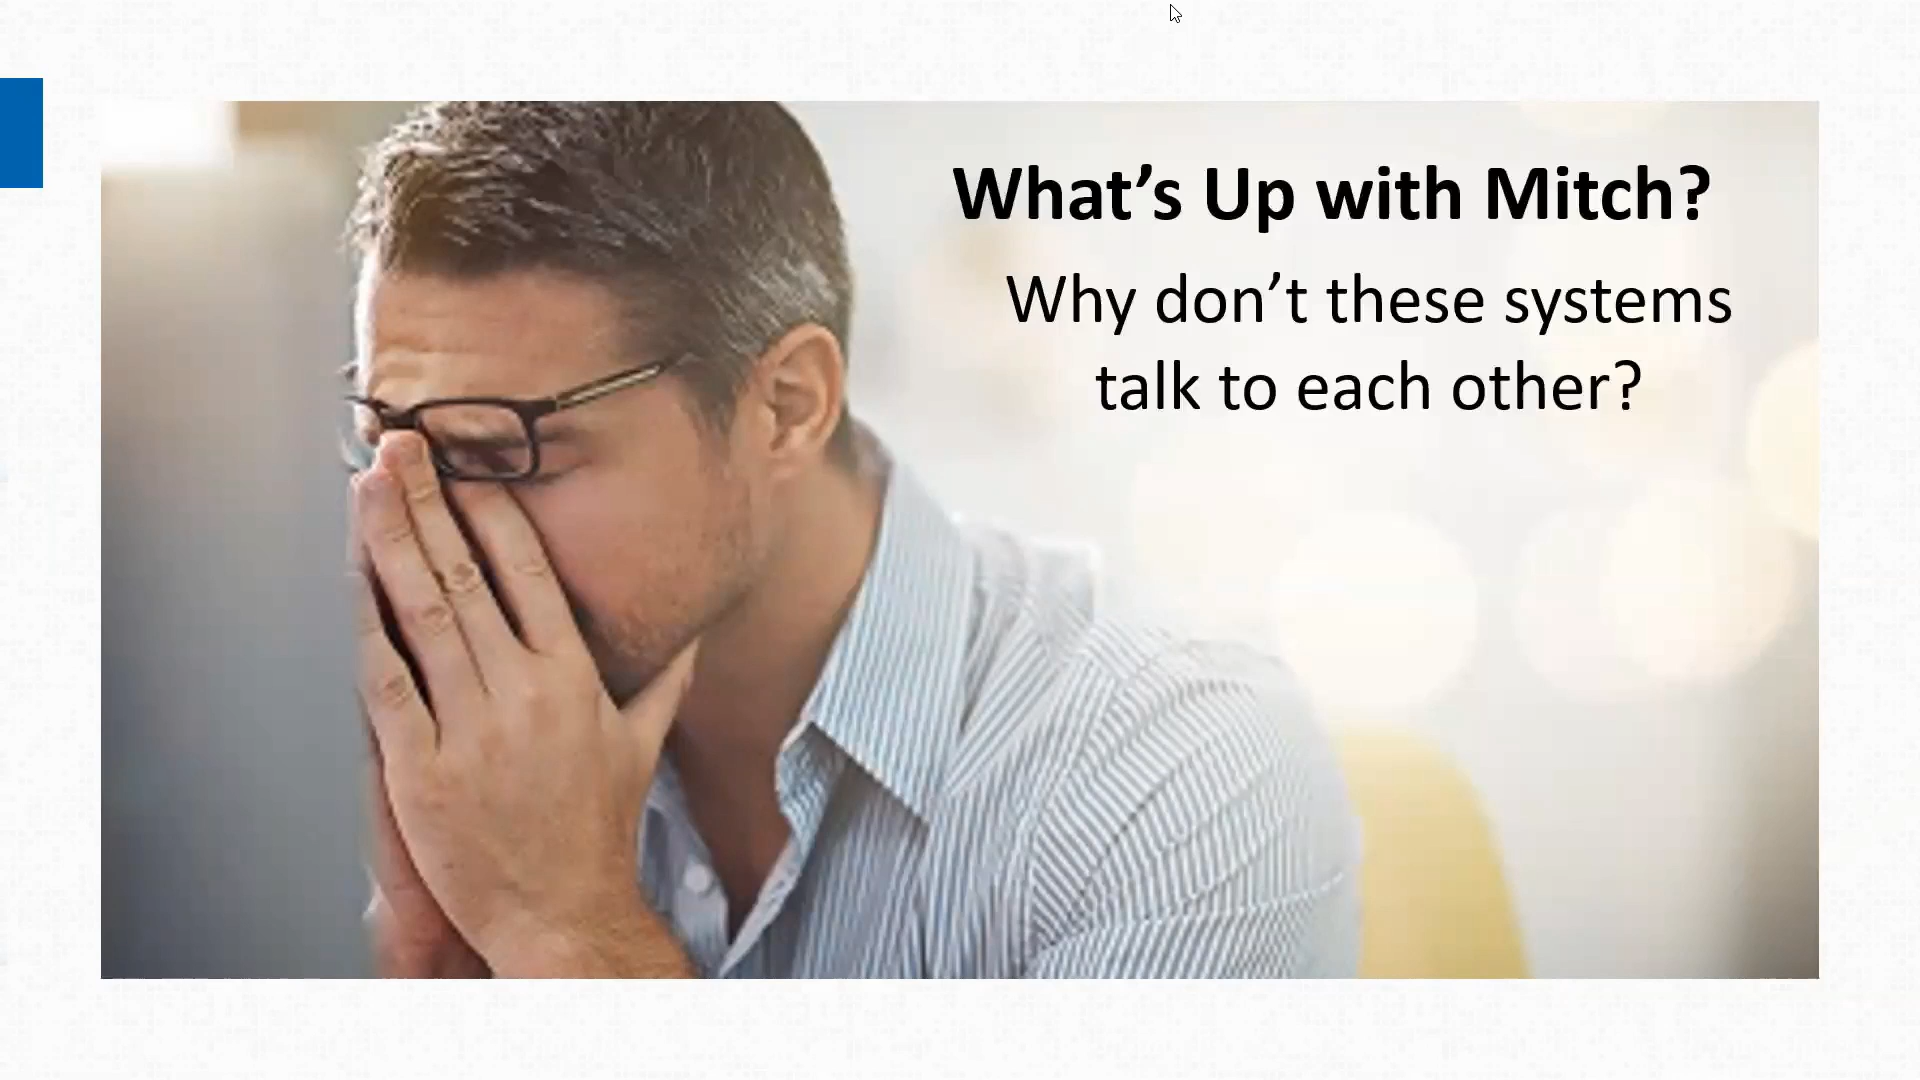 What’s Up with Mitch?
Why don’t these systems
talk to each other?